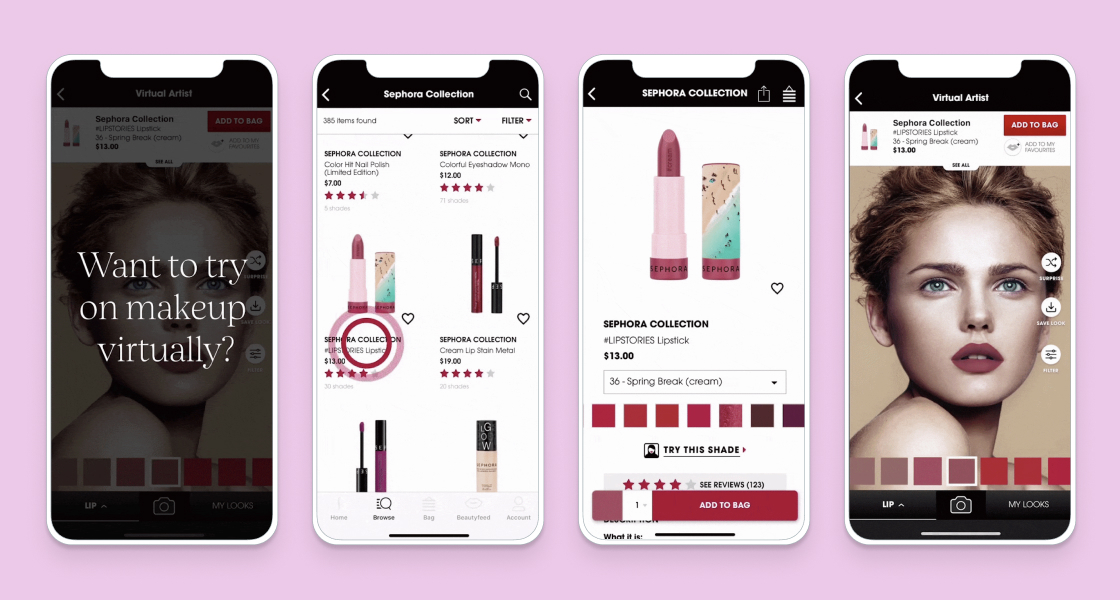 Virtual Artist
Sephora Collection
#LIPSTORIES Lipstick
36 - Spring Break (cream)
$13.00
ADD TO BAG
ADD TO MY
FAVOURITES
SEE ALL
Want to try
on makeup
virtually?
SURPRISE
SAVE LOOK
FILTER
LIP
MY LOOKS
Sephora Collection
385 items found
SORT
FILTER
SEPHORA COLLECTION
Color Hit Nail Polish
(Limited Edition)
$7.00
5 shades
SEPHORA COLLECTION
Colorful Eyeshadow Mono
$12.00
71 shades
SEPHORA COLLECTION
#LIPSTORIES Lipstick
$13.00
20 shades
SEPHORA COLLECTION
Cream Lip Stain Metal
$19.00
20 shades
GLOW
SEPHORA
Home
Browse
Bag
Beautyfeed
Account
SEPHORA COLLECTION
SEPHORA
SEPHORA
SEPHORA COLLECTION
#LIPSTORIES Lipstick
$13.00
36 - Spring Break (cream)
TRY THIS SHADE
SEE REVIEWS (123)
1
ADD TO BAG
DESCRIPTION
What it is:
Virtual Artist
Sephora Collection
#LIPSTORIES Lipstick
36 - Spring Break (cream)
$13.00
ADD TO BAG
ADD TO MY
FAVOURITES
SEE ALL
SURPRISE
SAVE LOOK
FILTER
LIP
MY LOOKS